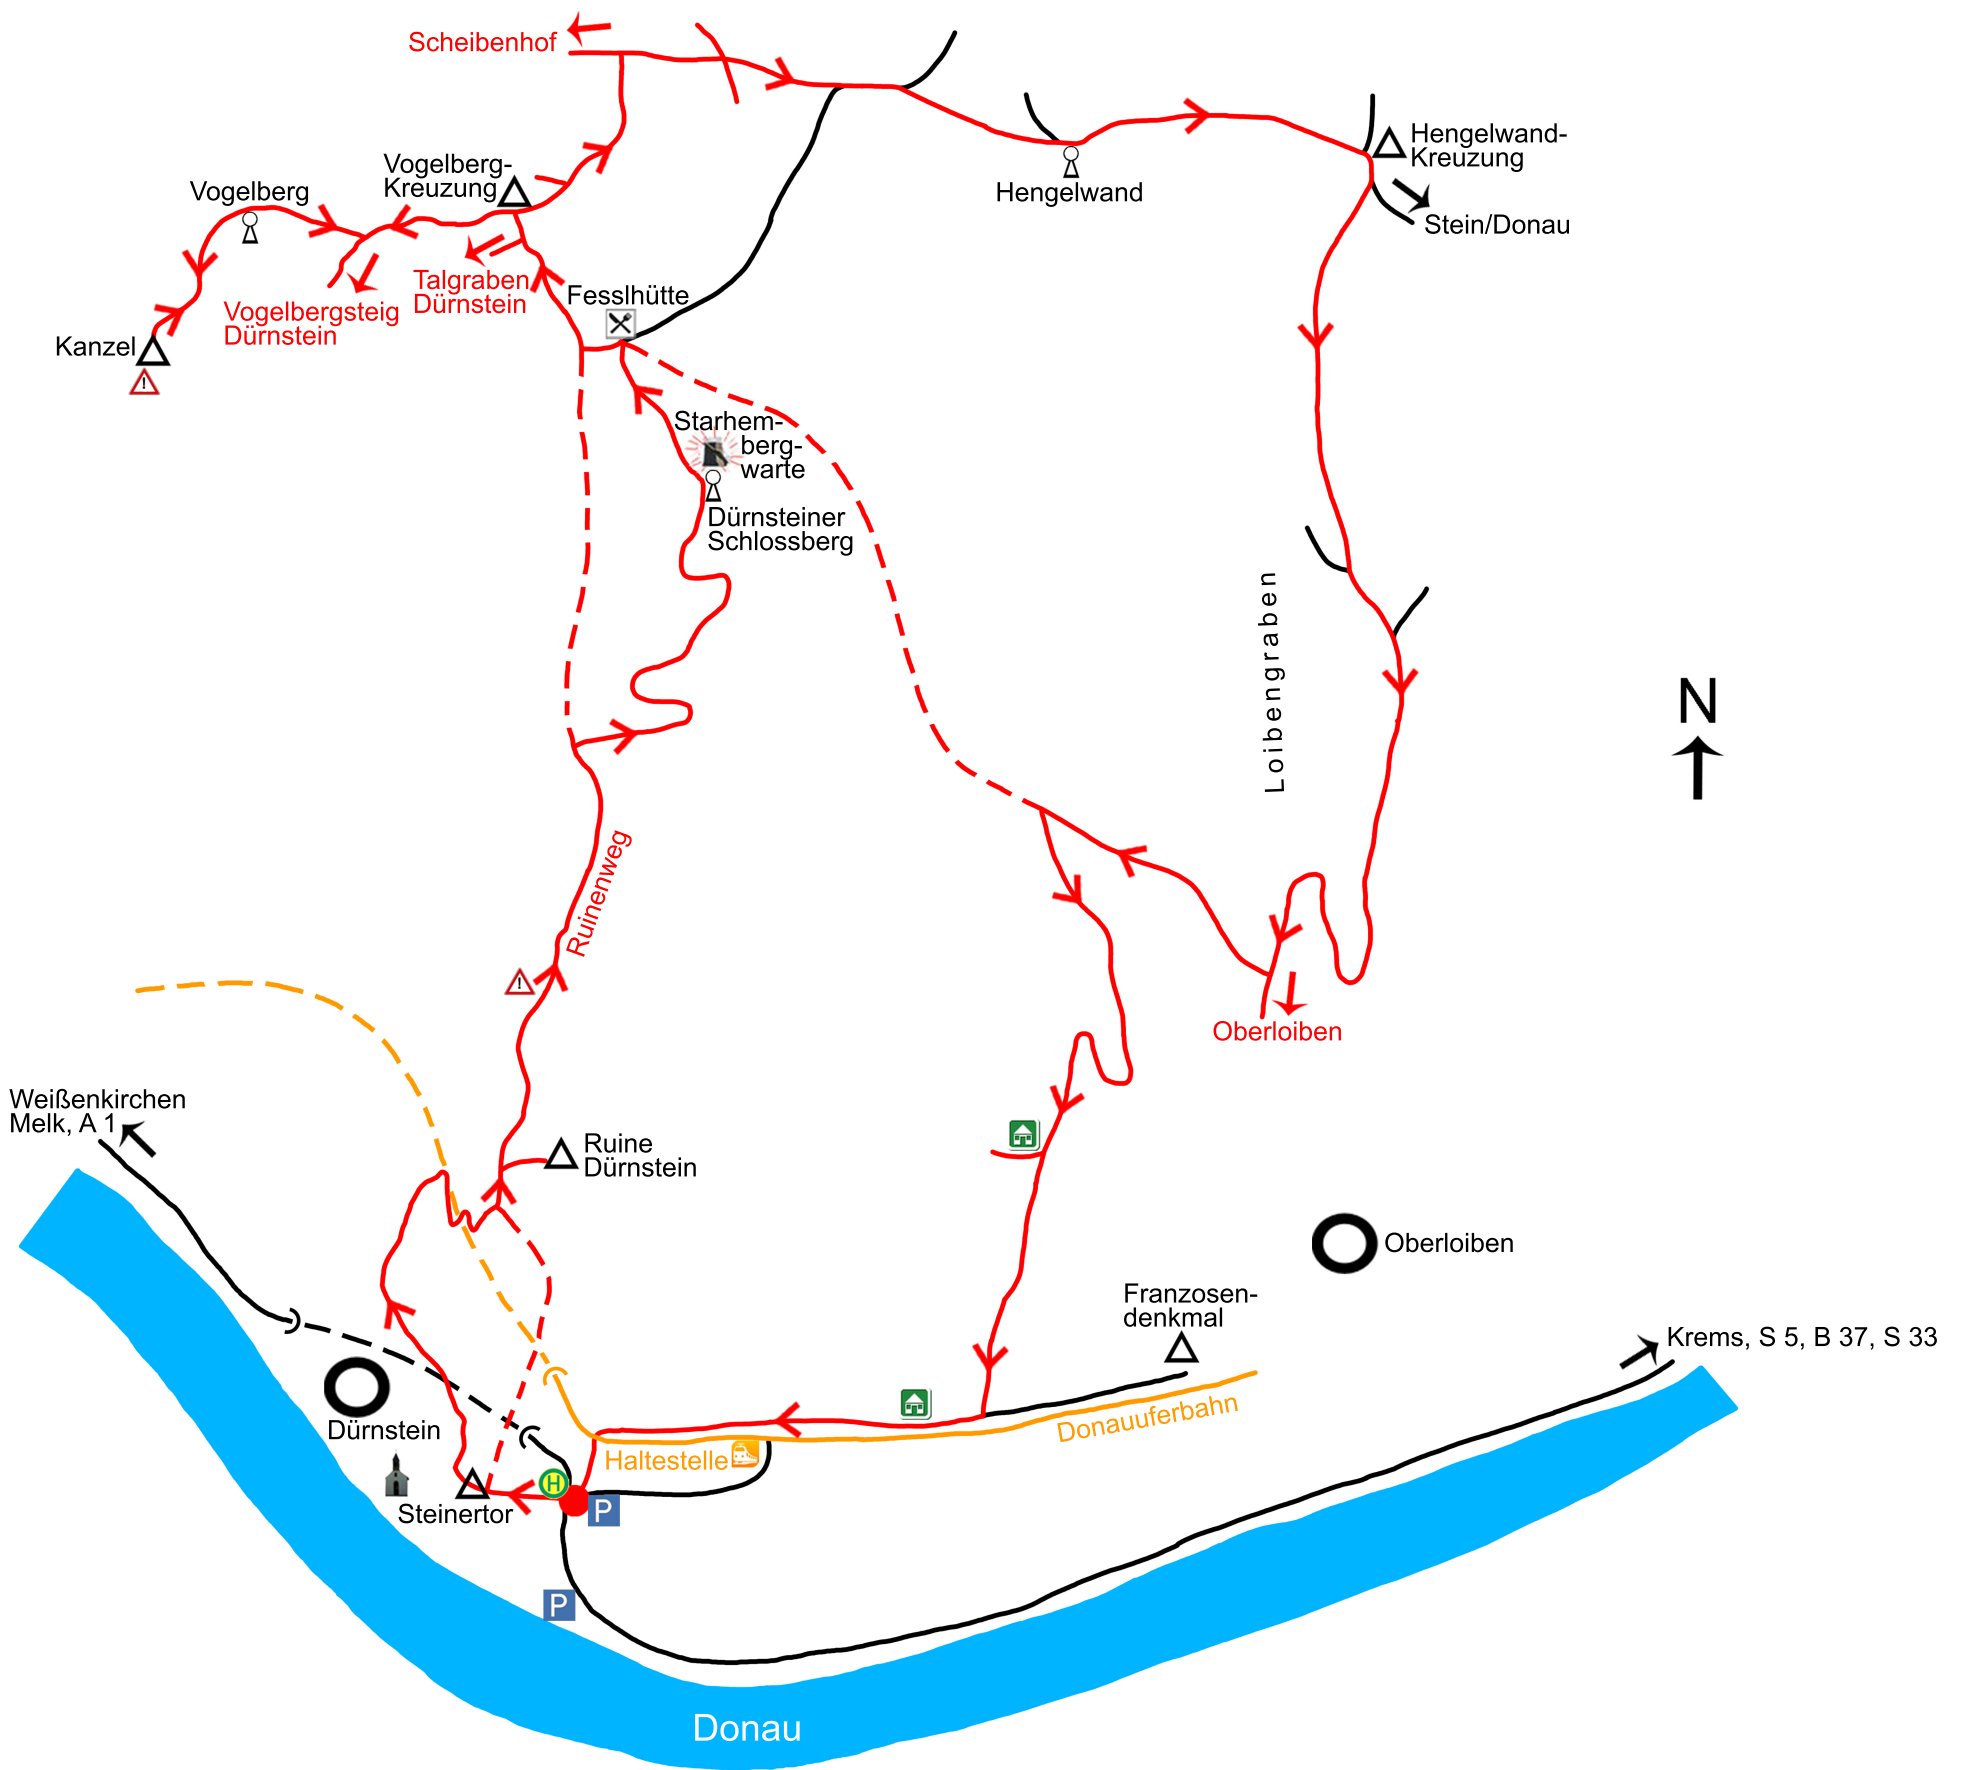 Scheibenhof
Vogelberg-
Kreuzung
Vogelberg
Hengelwand-
Kreuzung
Hengelwand
Stein/Donau
Talgraben
Dürnstein
Fesslhütte
Vogelbergsteig
Dürnstein
Kanzel
!
Starhem-
berg-
warte
Dürnsteiner
Schlossberg
Loibengraben
N
Ruinenweg
!
Oberloiben
Weißenkirchen
Melk, A 1
Ruine
Dürnstein
Oberloiben
Franzosen-
denkmal
Krems, S 5, B 37, S 33
Dürnstein
Donauuferbahn
Haltestelle
H
Steinertor
P
P
Donau